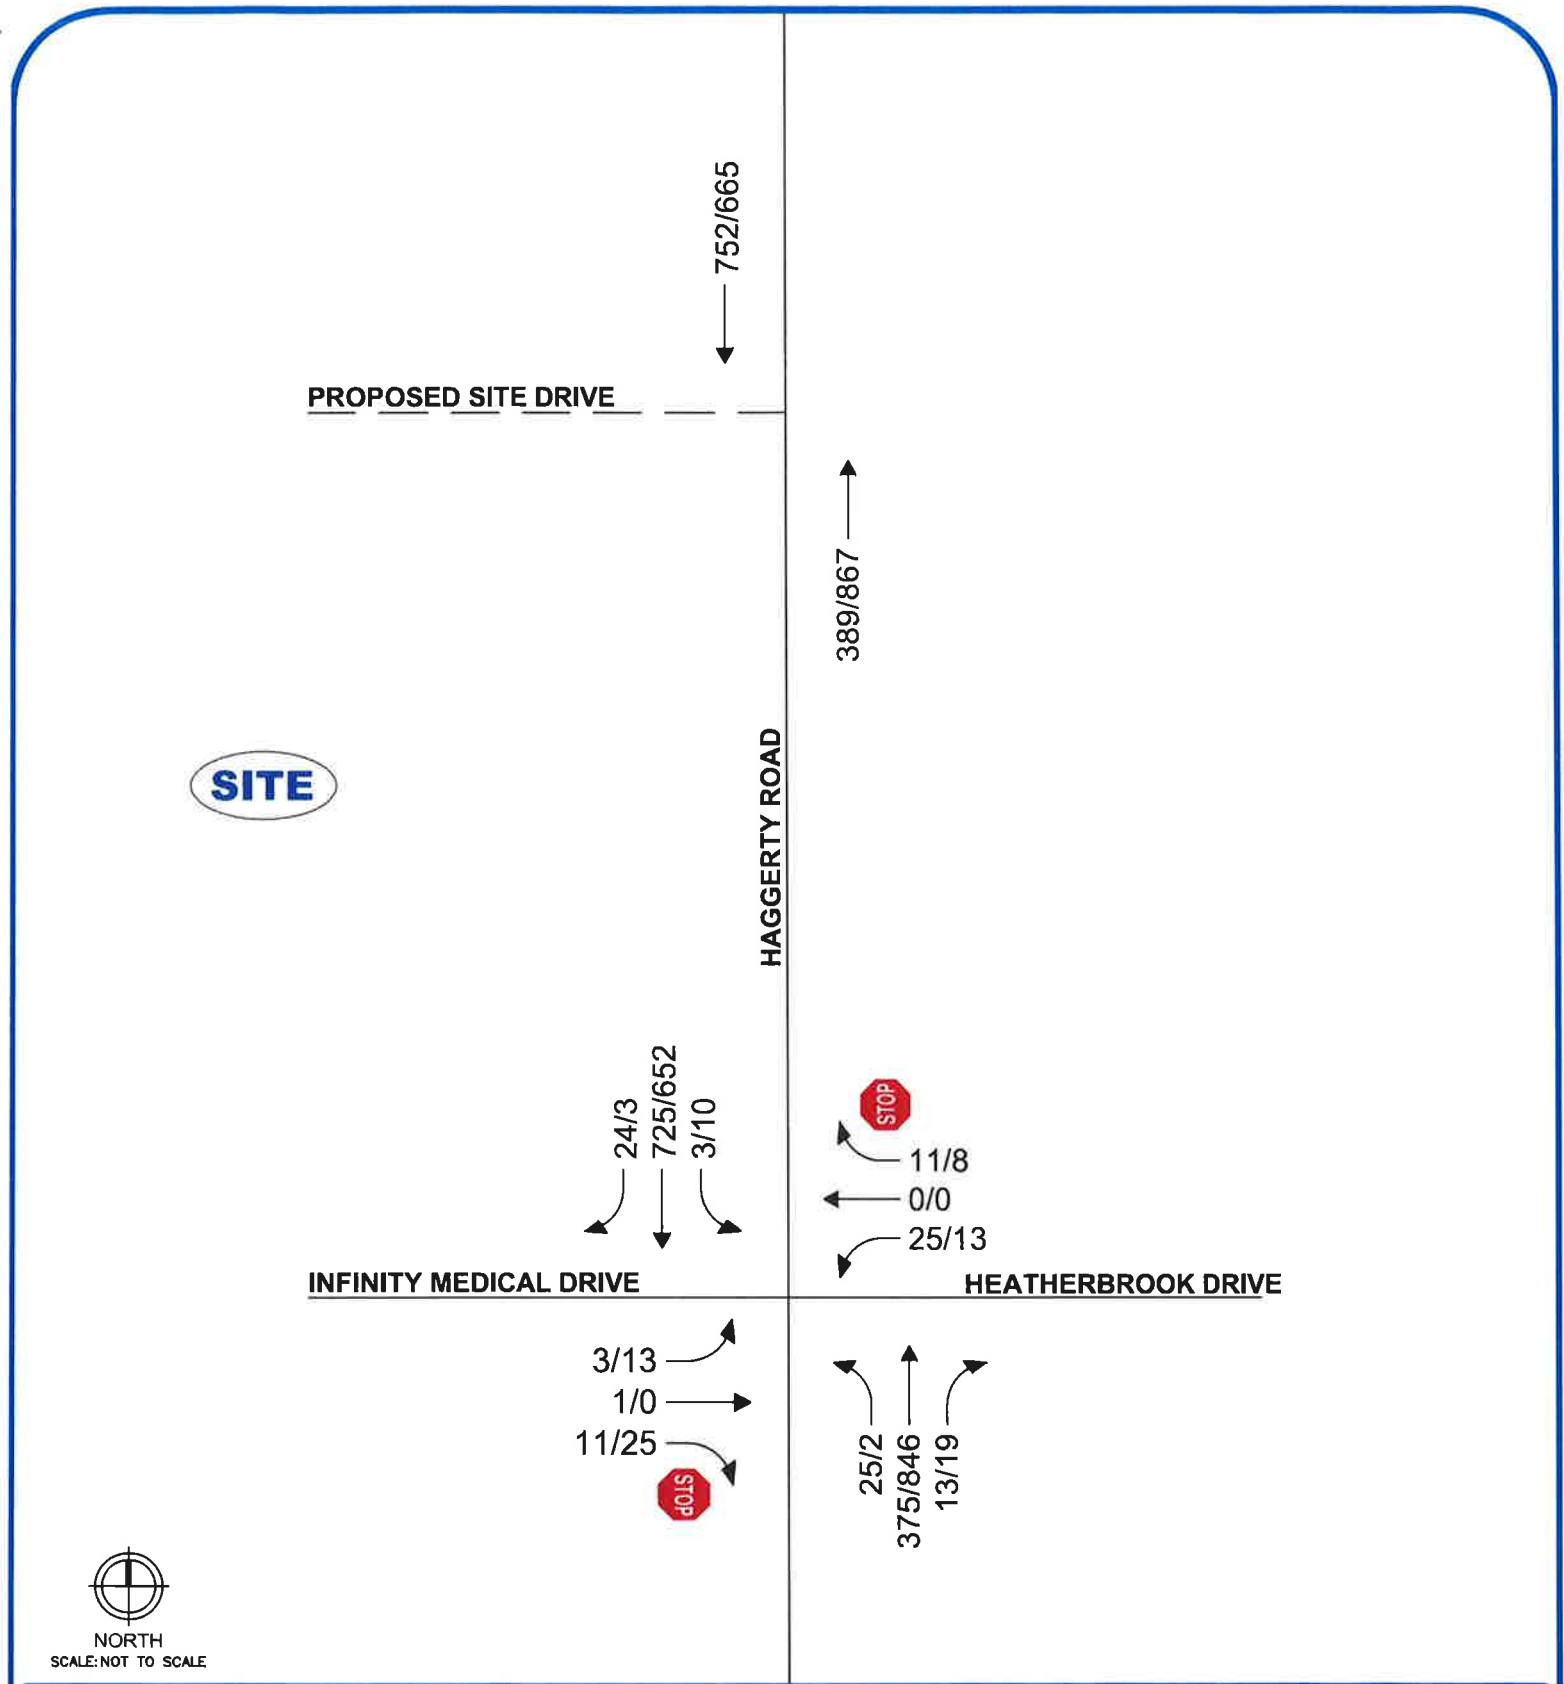 752/665
PROPOSED SITE DRIVE
389/867
HAGGERTY ROAD
SITE
24/3
725/652
3/10
STOP
11/8
0/0
25/13
INFINITY MEDICAL DRIVE
HEATHERBROOK DRIVE
3/13
1/0
11/25
STOP
25/2
375/846
13/19
NORTH
SCALE: NOT TO SCALE